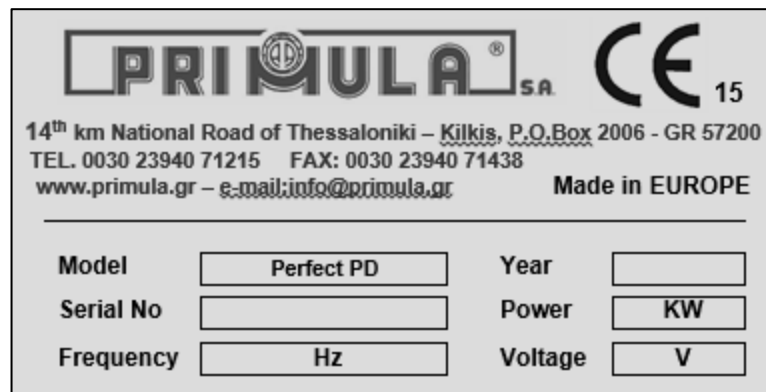 PRIMULA® S.A. CE 15
14th km National Road of Thessaloniki – Kilkis, P.O.Box 2006 - GR 57200
TEL. 0030 23940 71215 FAX: 0030 23940 71438
www.primula.gr – e-mail:info@primula.gr Made in EUROPE
Model Perfect PD Year
Serial No Power KW
Frequency Hz Voltage V